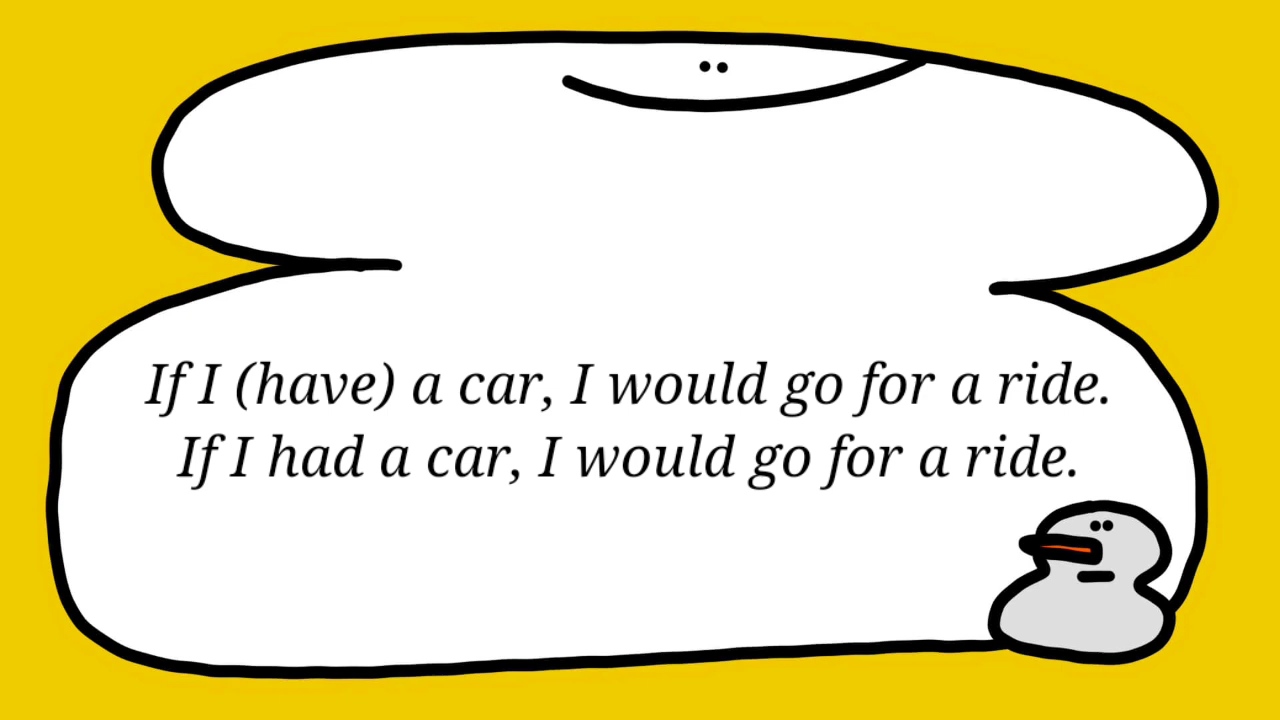 If I (have) a car, I would go for a ride.
If I had a car, I would go for a ride.